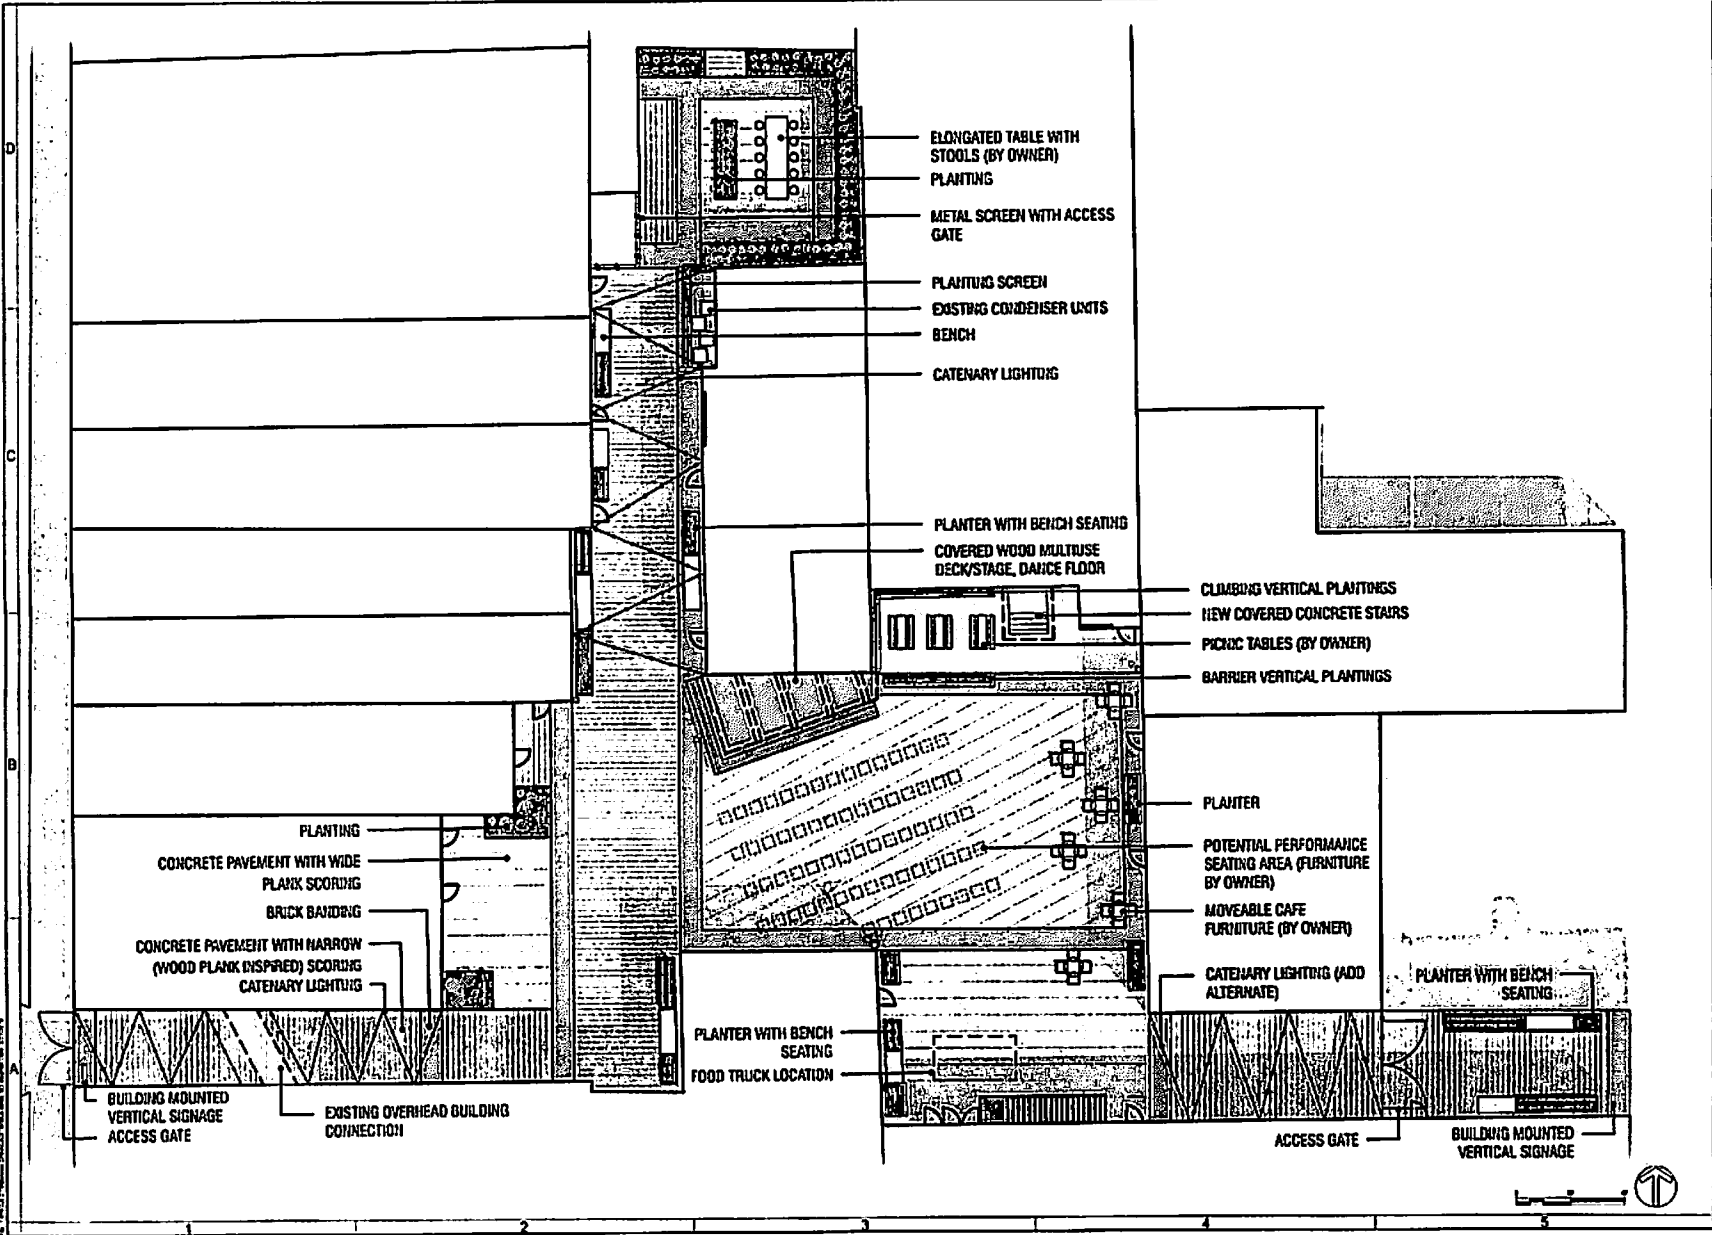 D
ELONGATED TABLE WITH
STOOLS (BY OWNER)
PLANTING
METAL SCREEN WITH ACCESS
GATE
PLANTING SCREEN
EXISTING CONDENSER UNITS
BENCH
CATENARY LIGHTING
C
PLANTER WITH BENCH SEATING
COVERED WOOD MULTIUSE
DECK/STAGE, DANCE FLOOR
CLIMBING VERTICAL PLANTINGS
NEW COVERED CONCRETE STAIRS
PICNIC TABLES (BY OWNER)
BARRIER VERTICAL PLANTINGS
B
PLANTER
POTENTIAL PERFORMANCE
SEATING AREA (FURNITURE
BY OWNER)
MOVEABLE CAFE
FURNITURE (BY OWNER)
PLANTING
CONCRETE PAVEMENT WITH WIDE
PLANK SCORING
BRICK BANDING
CONCRETE PAVEMENT WITH NARROW
(WOOD PLANK INSPIRED) SCORING
CATENARY LIGHTING
CATENARY LIGHTING (ADD
ALTERNATE)
PLANTER WITH BENCH
SEATING
PLANTER WITH BENCH
SEATING
FOOD TRUCK LOCATION
A
BUILDING MOUNTED
VERTICAL SIGNAGE
ACCESS GATE
EXISTING OVERHEAD BUILDING
CONNECTION
ACCESS GATE
BUILDING MOUNTED
VERTICAL SIGNAGE
1
2
3
4
5